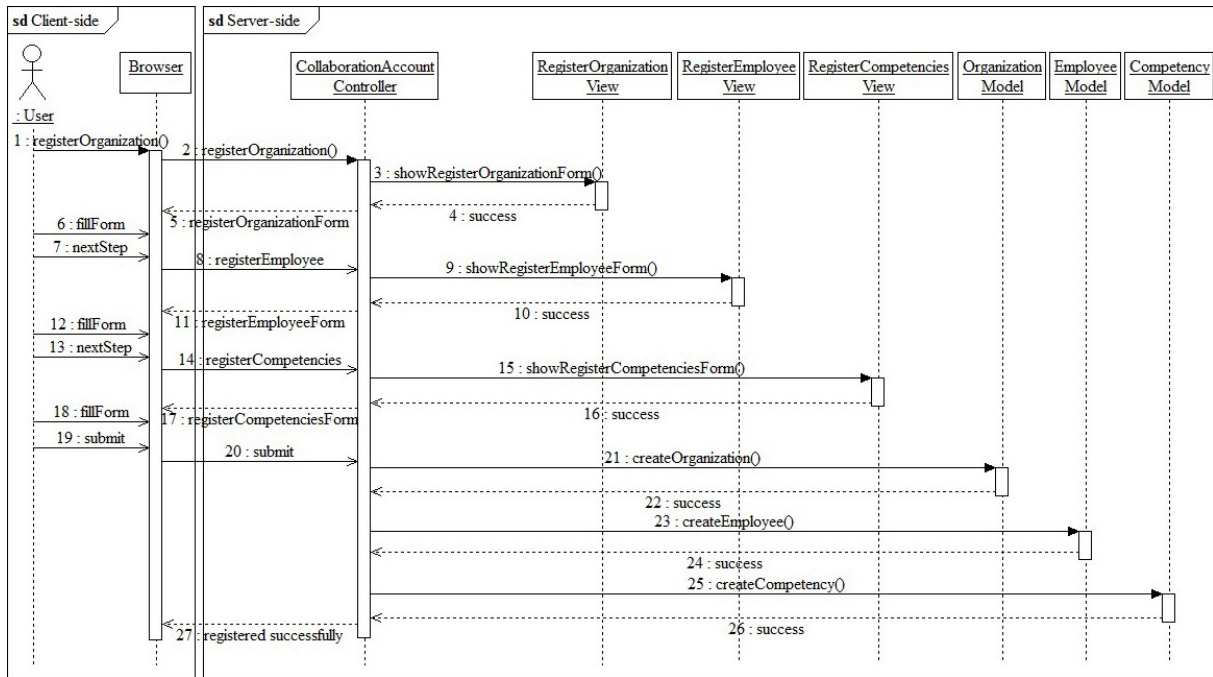 sd Client-side
sd Server-side
Browser
CollaborationAccount
Controller
RegisterOrganization
View
RegisterEmployee
View
RegisterCompetencies
View
Organization
Model
Employee
Model
Competency
Model
: User
1 : registerOrganization()
2 : registerOrganization()
3 : showRegisterOrganizationForm()
4 : success
5 : registerOrganizationForm
6 : fillForm
7 : nextStep
8 : registerEmployee
9 : showRegisterEmployeeForm()
10 : success
11 : registerEmployeeForm
12 : fillForm
13 : nextStep
14 : registerCompetencies
15 : showRegisterCompetenciesForm()
16 : success
17 : registerCompetenciesForm
18 : fillForm
19 : submit
20 : submit
21 : createOrganization()
22 : success
23 : createEmployee()
24 : success
25 : createCompetency()
26 : success
27 : registered successfully